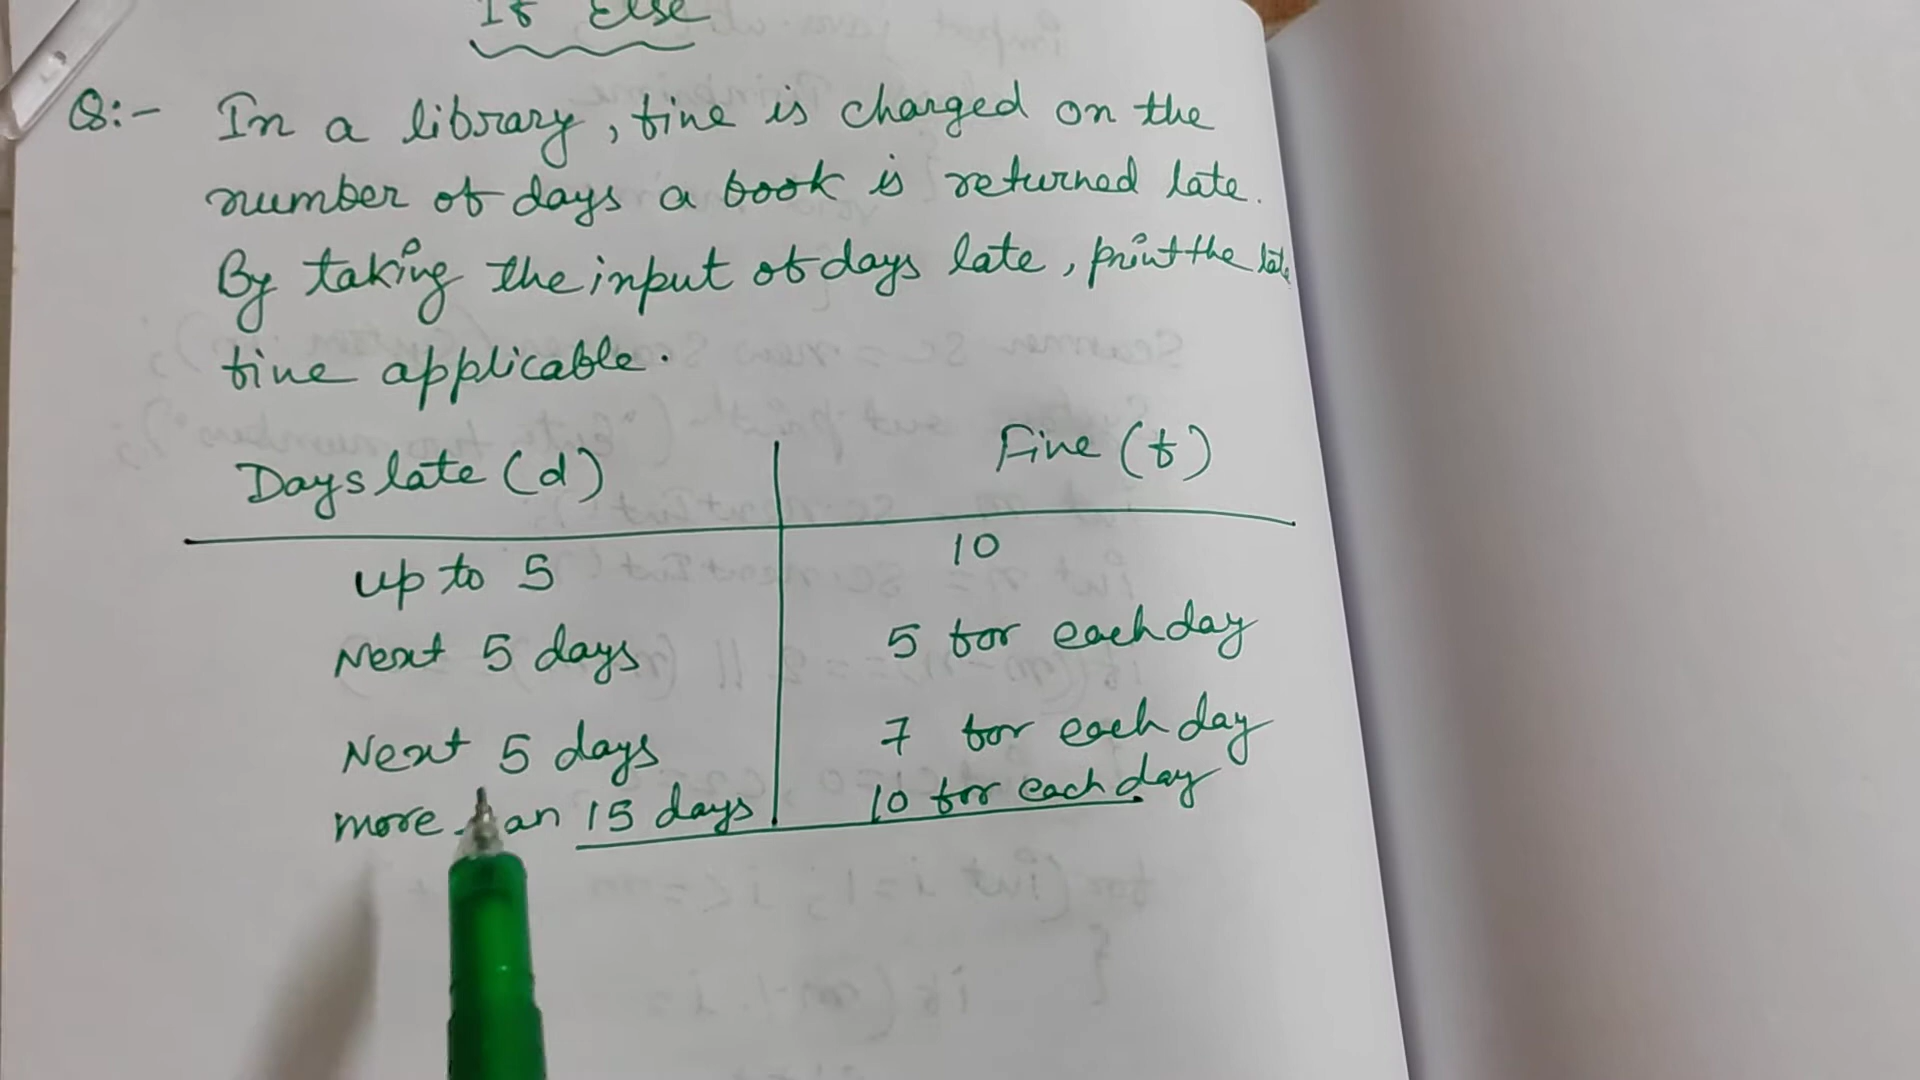 If Else
Q:- In a library, fine is charged on the
number of days a book is returned late.
By taking the input of days late, print the late
fine applicable.
Days late (d) Fine (f)
up to 5 10
Next 5 days 5 for each day
Next 5 days 7 for each day
more 15 days 10 for each day